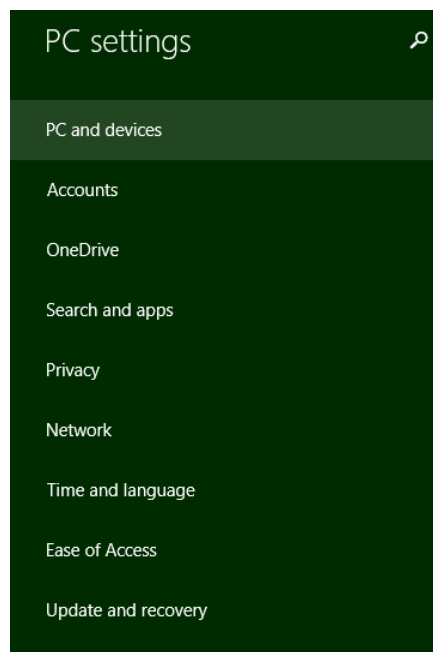 PC settings
PC and devices
Accounts
OneDrive
Search and apps
Privacy
Network
Time and language
Ease of Access
Update and recovery